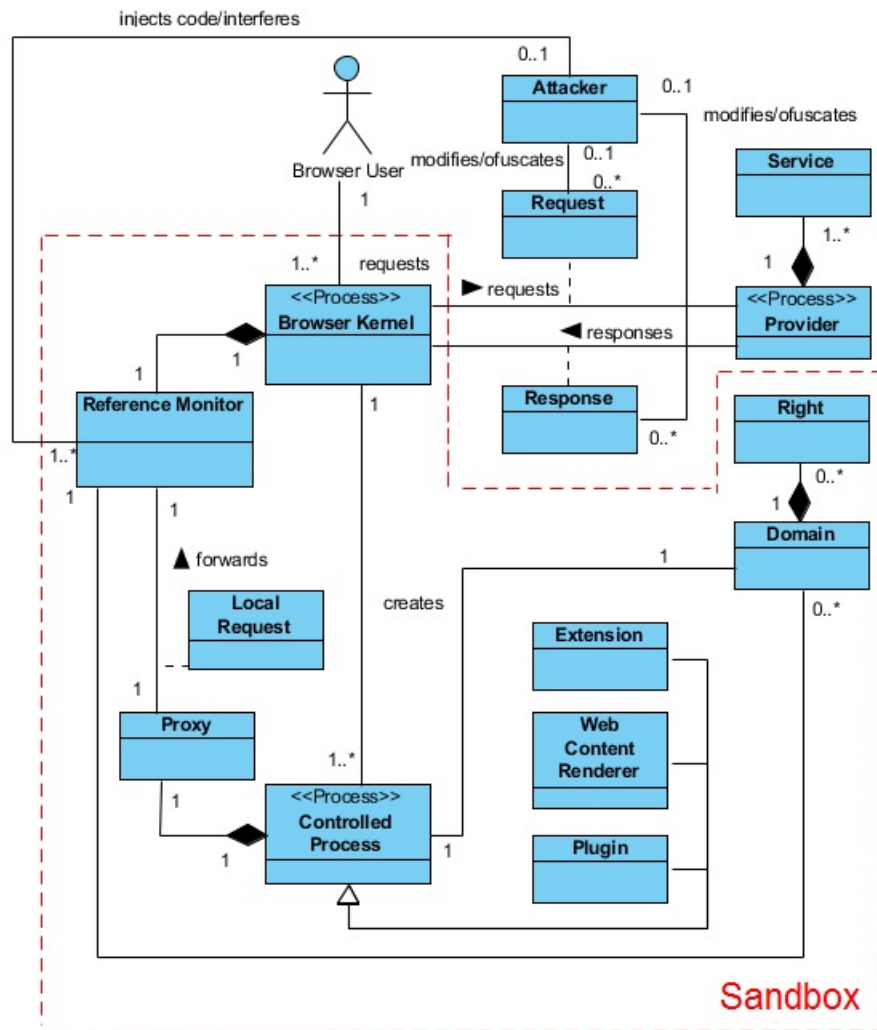 injects code/interferes
0..1
Attacker
0..1
modifies/ofuscates
Browser User
modifies/ofuscates
0..1
0..*
Service
1
Request
1..*
1..*
requests
requests
1
<<Process>>
Browser Kernel
<<Process>>
Provider
responses
1
1
1
Reference Monitor
Response
0..*
Right
1..*
1
1
0..*
1
Domain
forwards
1
0..*
Local
Request
creates
Extension
1
Proxy
Web
Content
Renderer
1..*
1
<<Process>>
Controlled
Process
1
1
Plugin
Sandbox